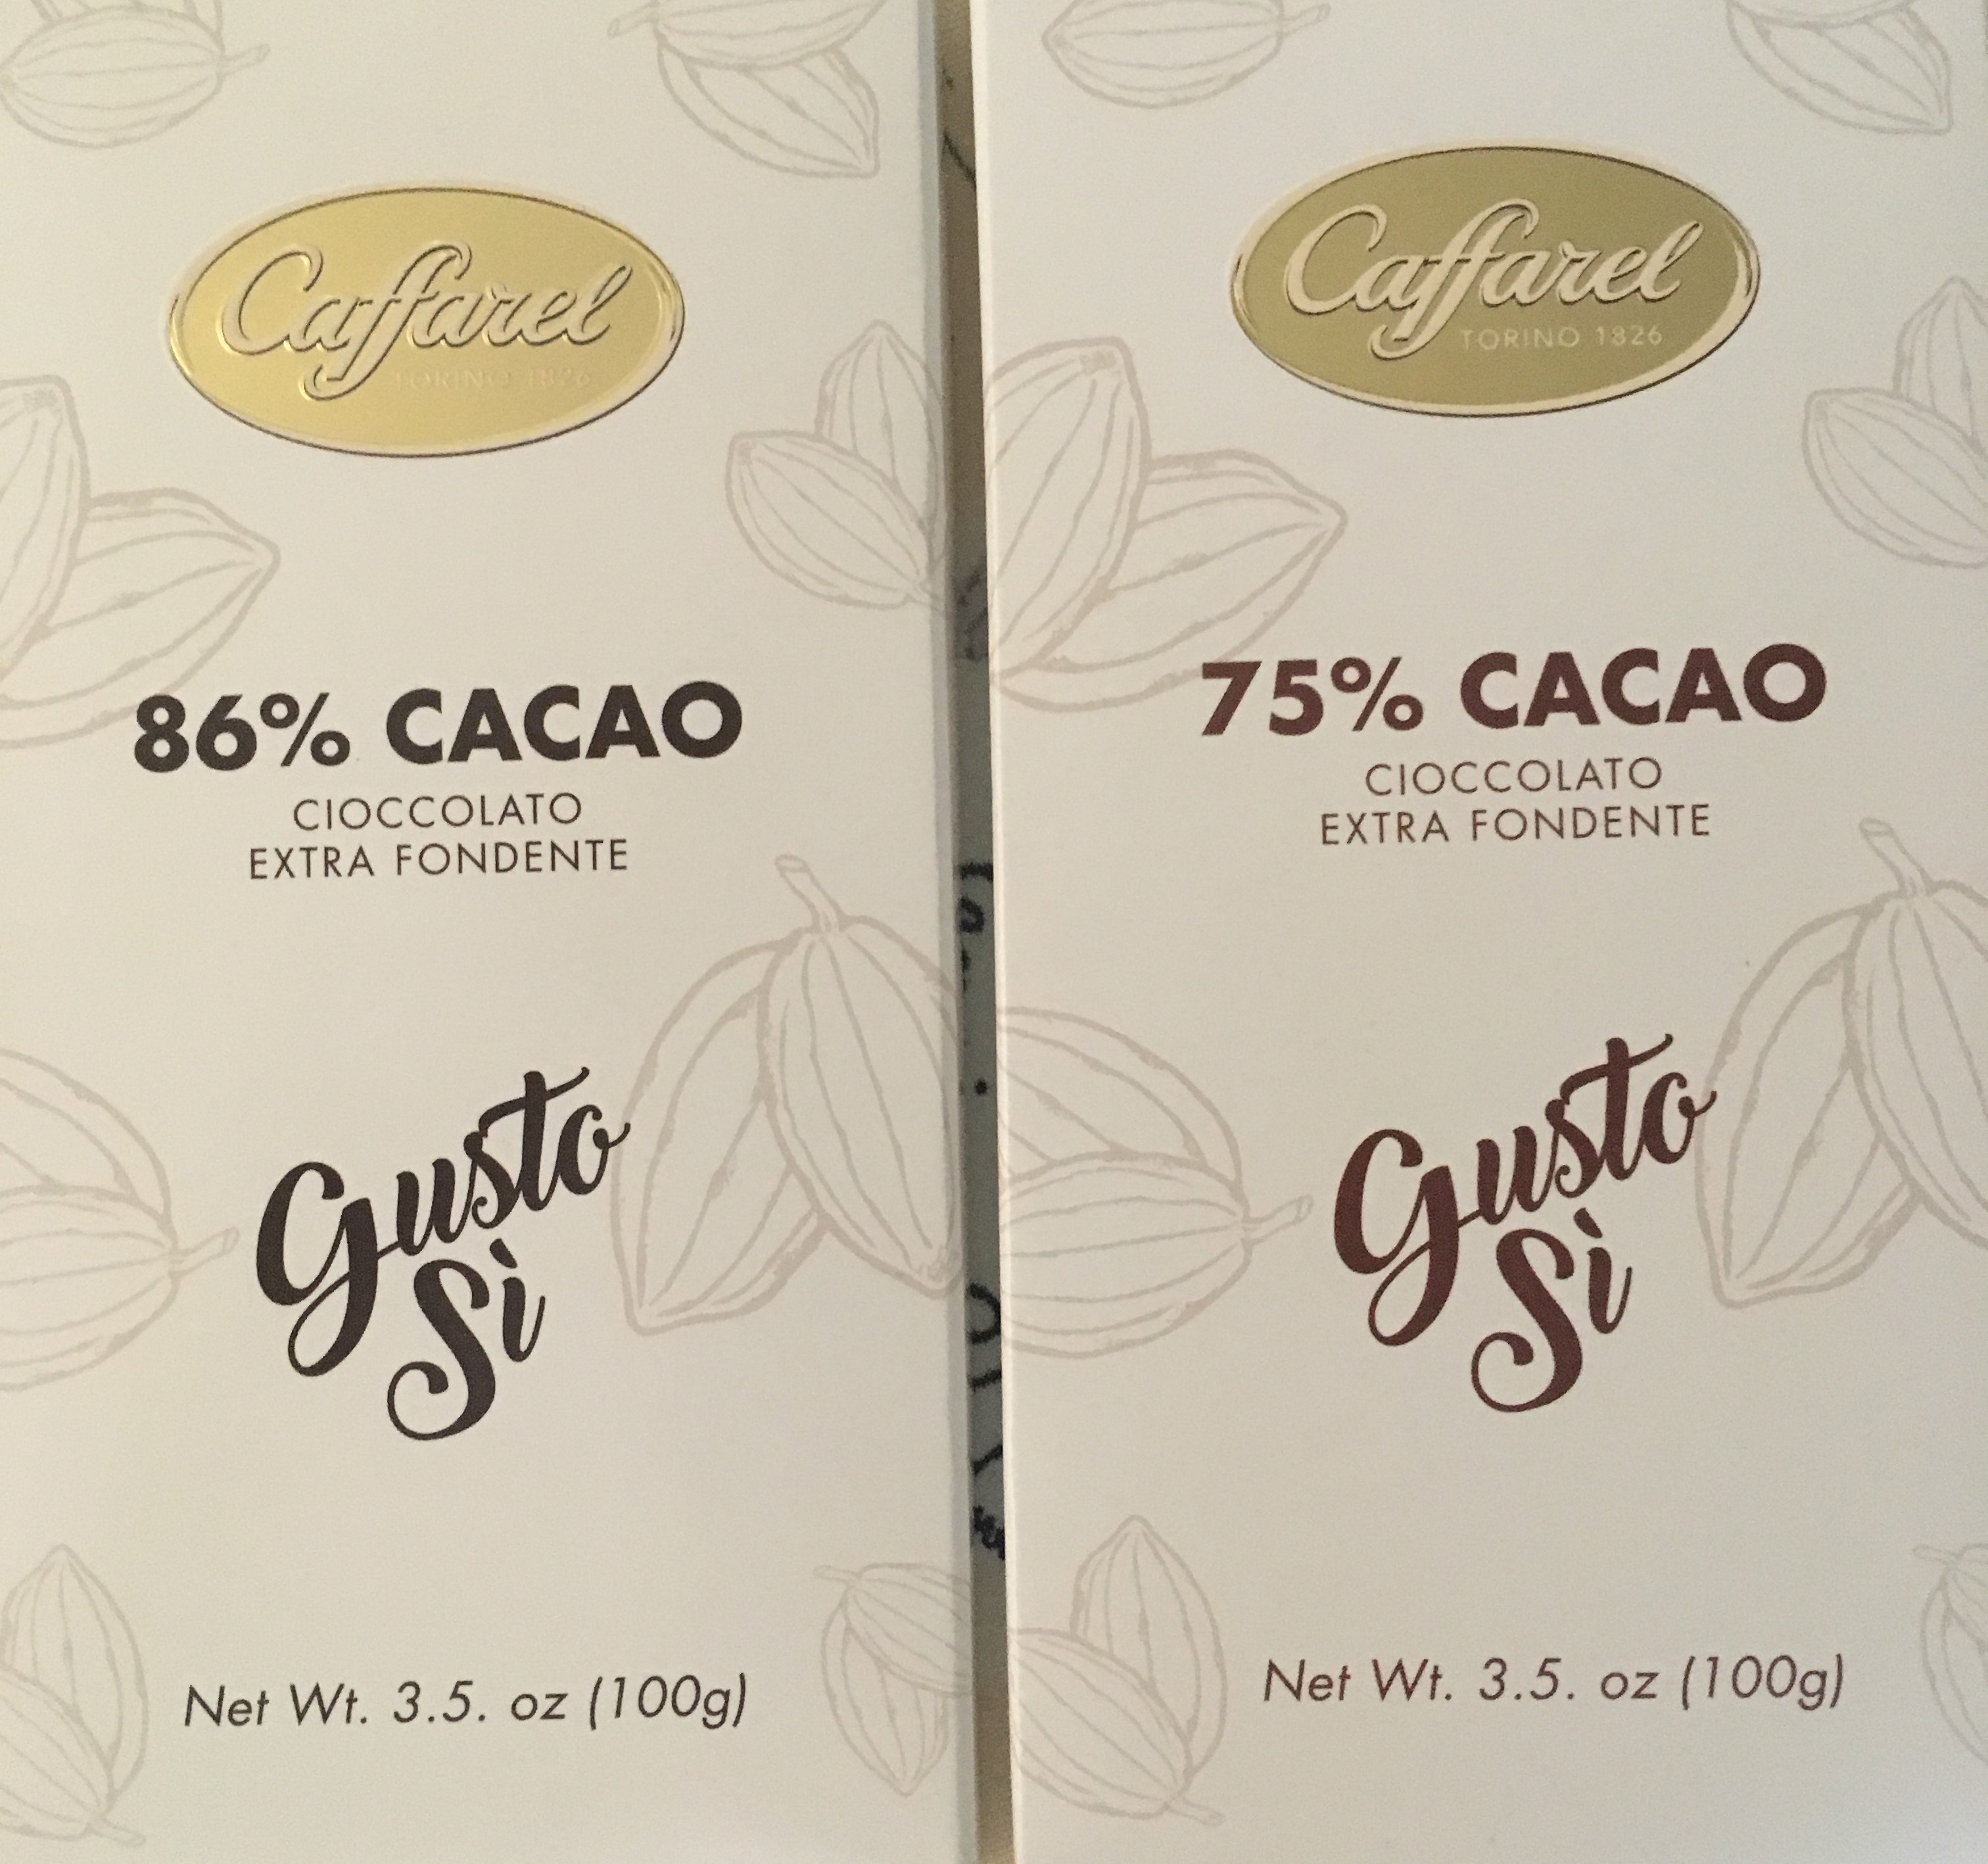 Caffarel
TORINO 1826
86% CACAO
CIOCCOLATO
EXTRA FONDENTE
Gusto
Sì
Net Wt. 3.5. oz (100g)
Caffarel
TORINO 1826
75% CACAO
CIOCCOLATO
EXTRA FONDENTE
Gusto
Sì
Net Wt. 3.5. oz (100g)